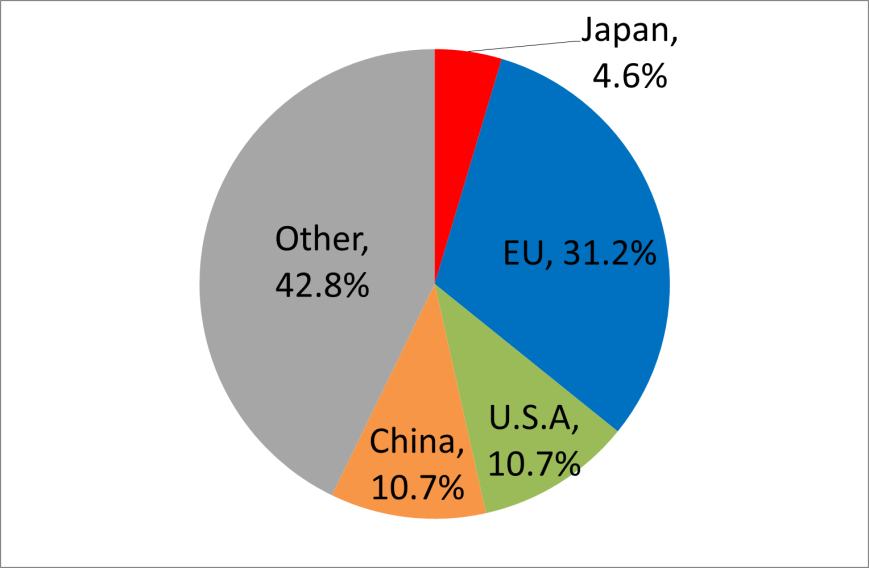 Japan,
4.6%
EU, 31.2%
Other,
42.8%
U.S.A,
10.7%
China,
10.7%